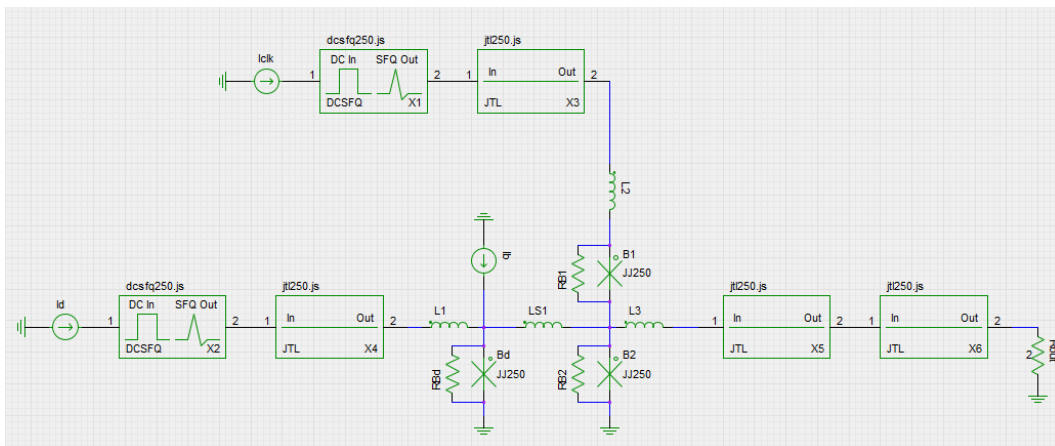 dcsfq250.js
jtl250.js
Iclk
1
DC In
SFQ Out
DCSFQ
X1
2
1
In
Out
JTL
X3
2
L2
Ib
RB1
B1
JJ250
dcsfq250.js
jtl250.js
Id
1
DC In
SFQ Out
DCSFQ
X2
2
1
In
Out
JTL
X4
2
L1
LS1
L3
RBd
Bd
JJ250
RB2
B2
JJ250
jtl250.js
jtl250.js
1
In
Out
JTL
X5
2
1
In
Out
JTL
X6
2
2